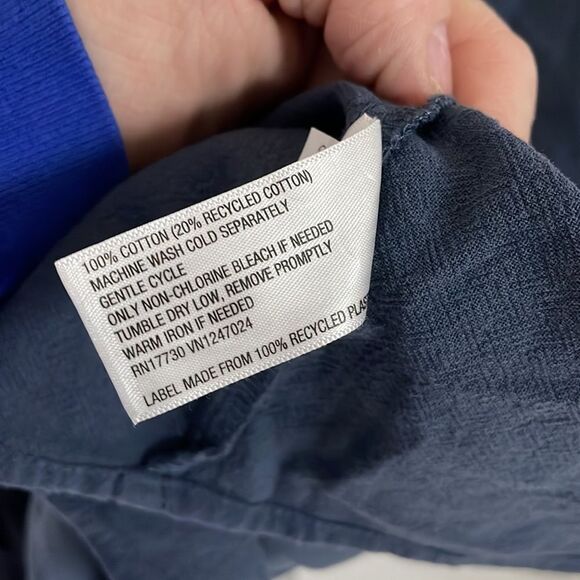 100% COTTON (20% RECYCLED COTTON)
MACHINE WASH COLD SEPARATELY
GENTLE CYCLE
ONLY NON-CHLORINE BLEACH IF NEEDED
TUMBLE DRY LOW, REMOVE PROMPTLY
WARM IRON IF NEEDED
RN17730 VN1247024
LABEL MADE FROM 100% RECYCLED PLAS